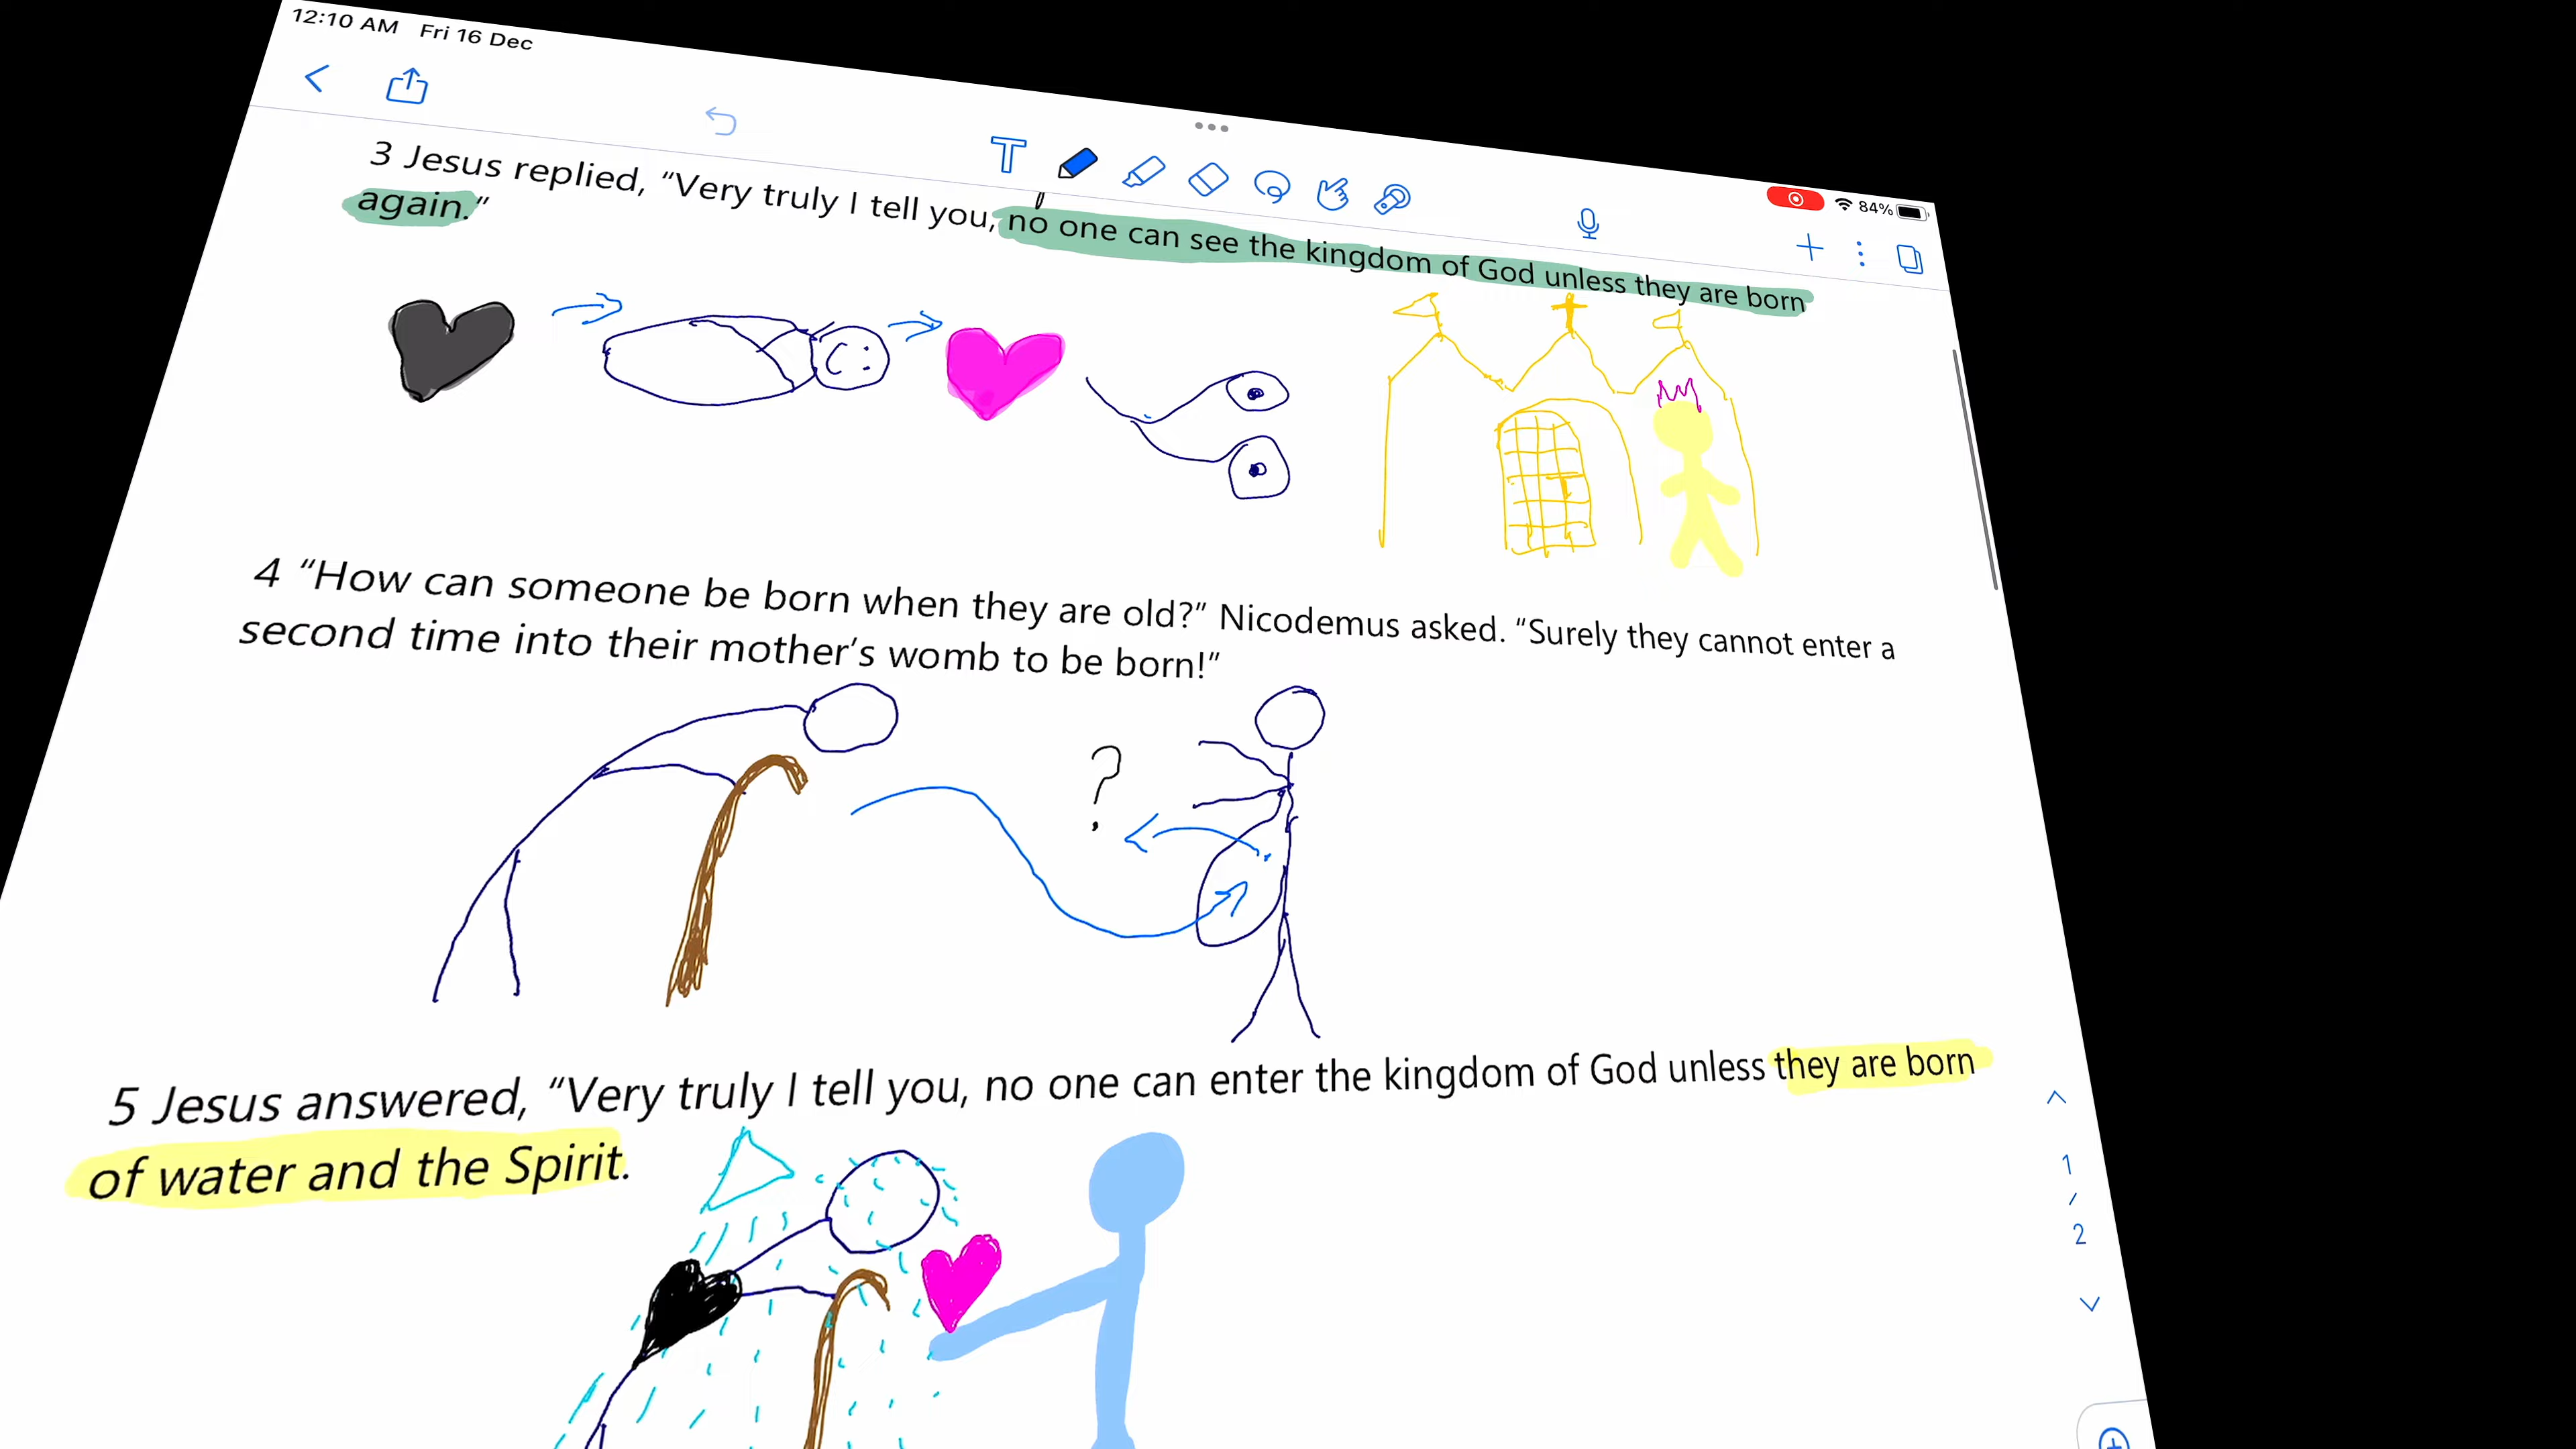 12:10 AM Fri 16 Dec
84%
T
3 Jesus replied, “Very truly I tell you, no one can see the kingdom of God unless they are born
again.”
4 “How can someone be born when they are old?” Nicodemus asked. “Surely they cannot enter a
second time into their mother’s womb to be born!”
?
5 Jesus answered, “Very truly I tell you, no one can enter the kingdom of God unless they are born
of water and the Spirit.
1
/
2